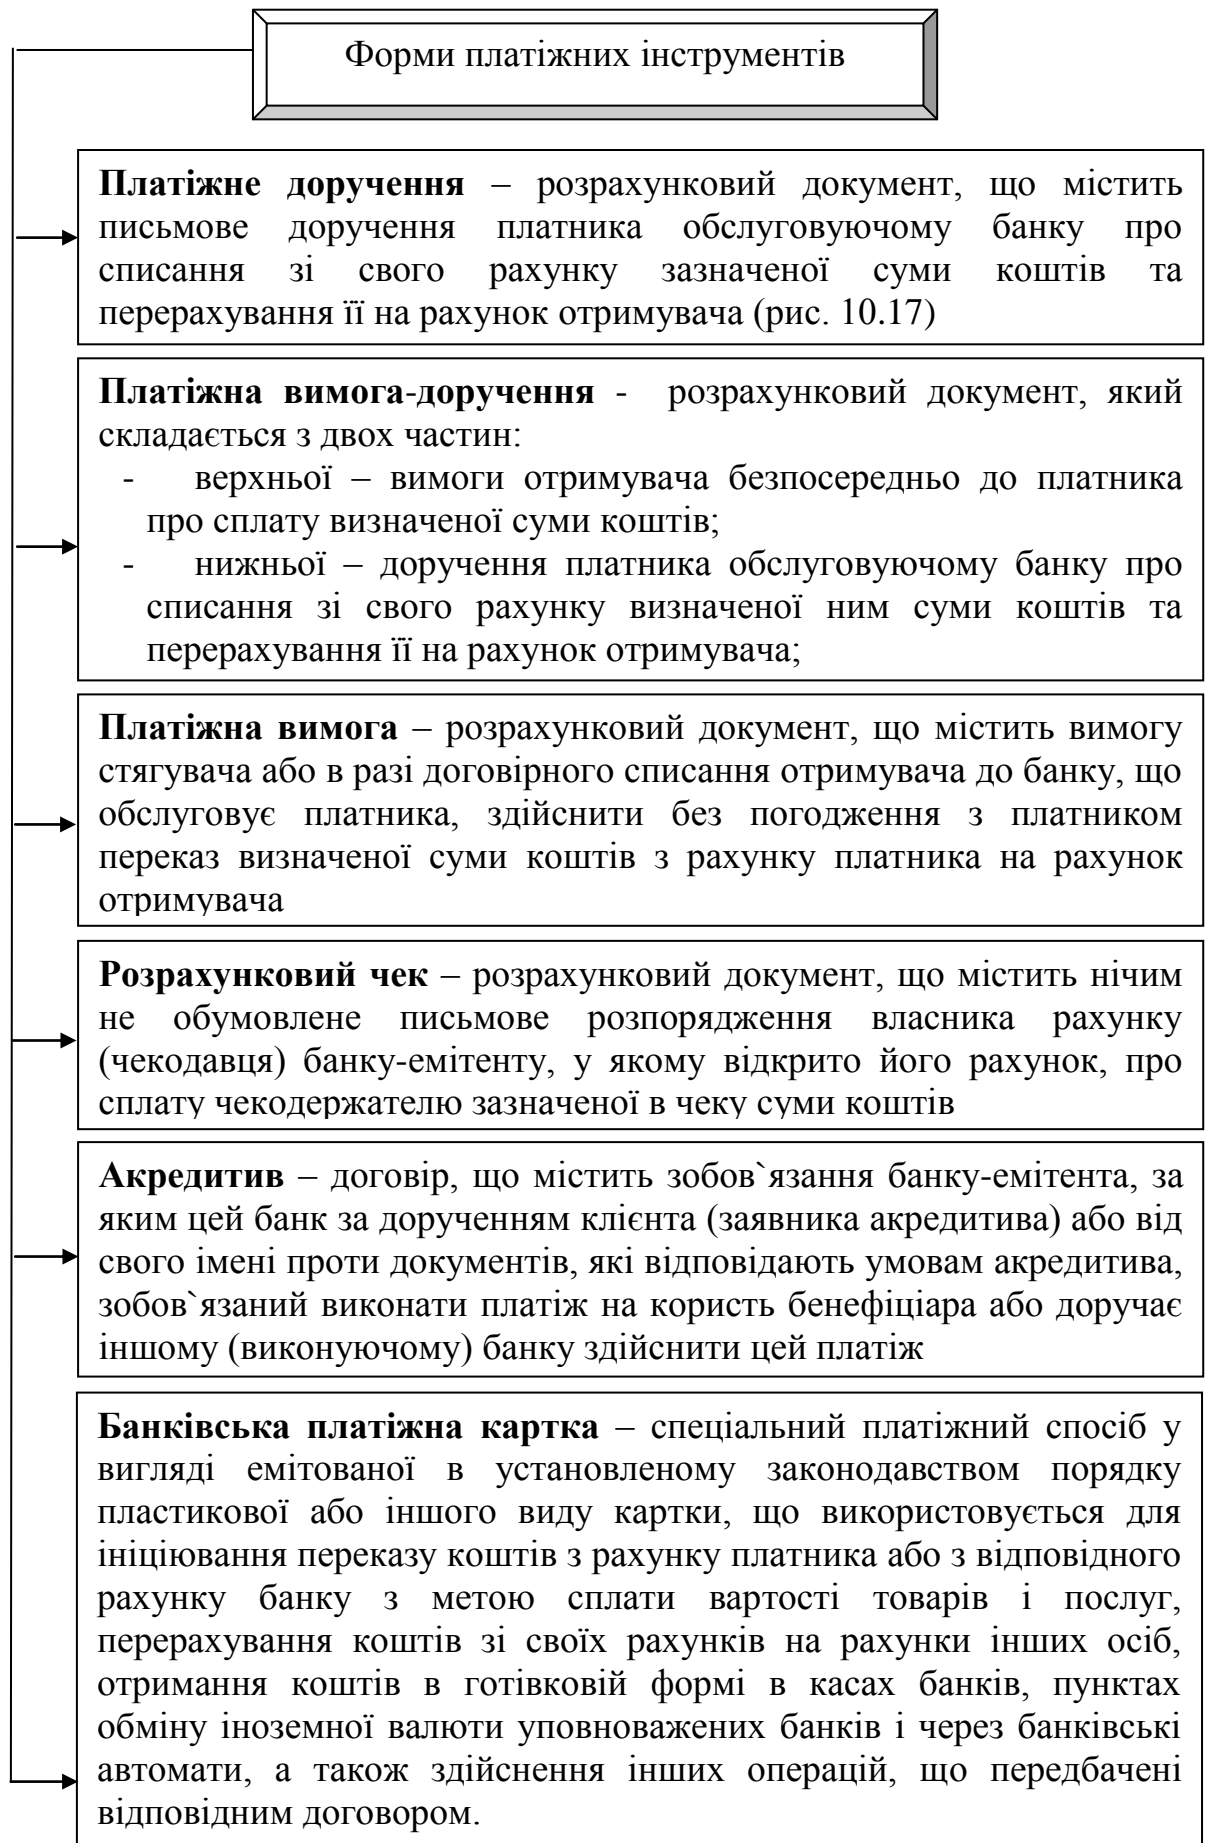 Форми платіжних інструментів
Платіжне доручення – розрахунковий документ, що містить
письмове доручення платника обслуговуючому банку про
списання зі свого рахунку зазначеної суми коштів та
перерахування її на рахунок отримувача (рис. 10.17)
Платіжна вимога-доручення - розрахунковий документ, який
складається з двох частин:
- верхньої – вимоги отримувача безпосередньо до платника
про сплату визначеної суми коштів;
- нижньої – доручення платника обслуговуючому банку про
списання зі свого рахунку визначеної ним суми коштів та
перерахування її на рахунок отримувача;
Платіжна вимога – розрахунковий документ, що містить вимогу
стягувача або в разі договірного списання отримувача до банку, що
обслуговує платника, здійснити без погодження з платником
переказ визначеної суми коштів з рахунку платника на рахунок
отримувача
Розрахунковий чек – розрахунковий документ, що містить нічим
не обумовлене письмове розпорядження власника рахунку
(чекодавця) банку-емітенту, у якому відкрито його рахунок, про
сплату чекодержателю зазначеної в чеку суми коштів
Акредитив – договір, що містить зобов`язання банку-емітента, за
яким цей банк за дорученням клієнта (заявника акредитива) або від
свого імені проти документів, які відповідають умовам акредитива,
зобов`язаний виконати платіж на користь бенефіціара або доручає
іншому (виконуючому) банку здійснити цей платіж
Банківська платіжна картка – спеціальний платіжний спосіб у
вигляді емітованої в установленому законодавством порядку
пластикової або іншого виду картки, що використовується для
ініціювання переказу коштів з рахунку платника або з відповідного
рахунку банку з метою сплати вартості товарів і послуг,
перерахування коштів зі своїх рахунків на рахунки інших осіб,
отримання коштів в готівковій формі в касах банків, пунктах
обміну іноземної валюти уповноважених банків і через банківські
автомати, а також здійснення інших операцій, що передбачені
відповідним договором.